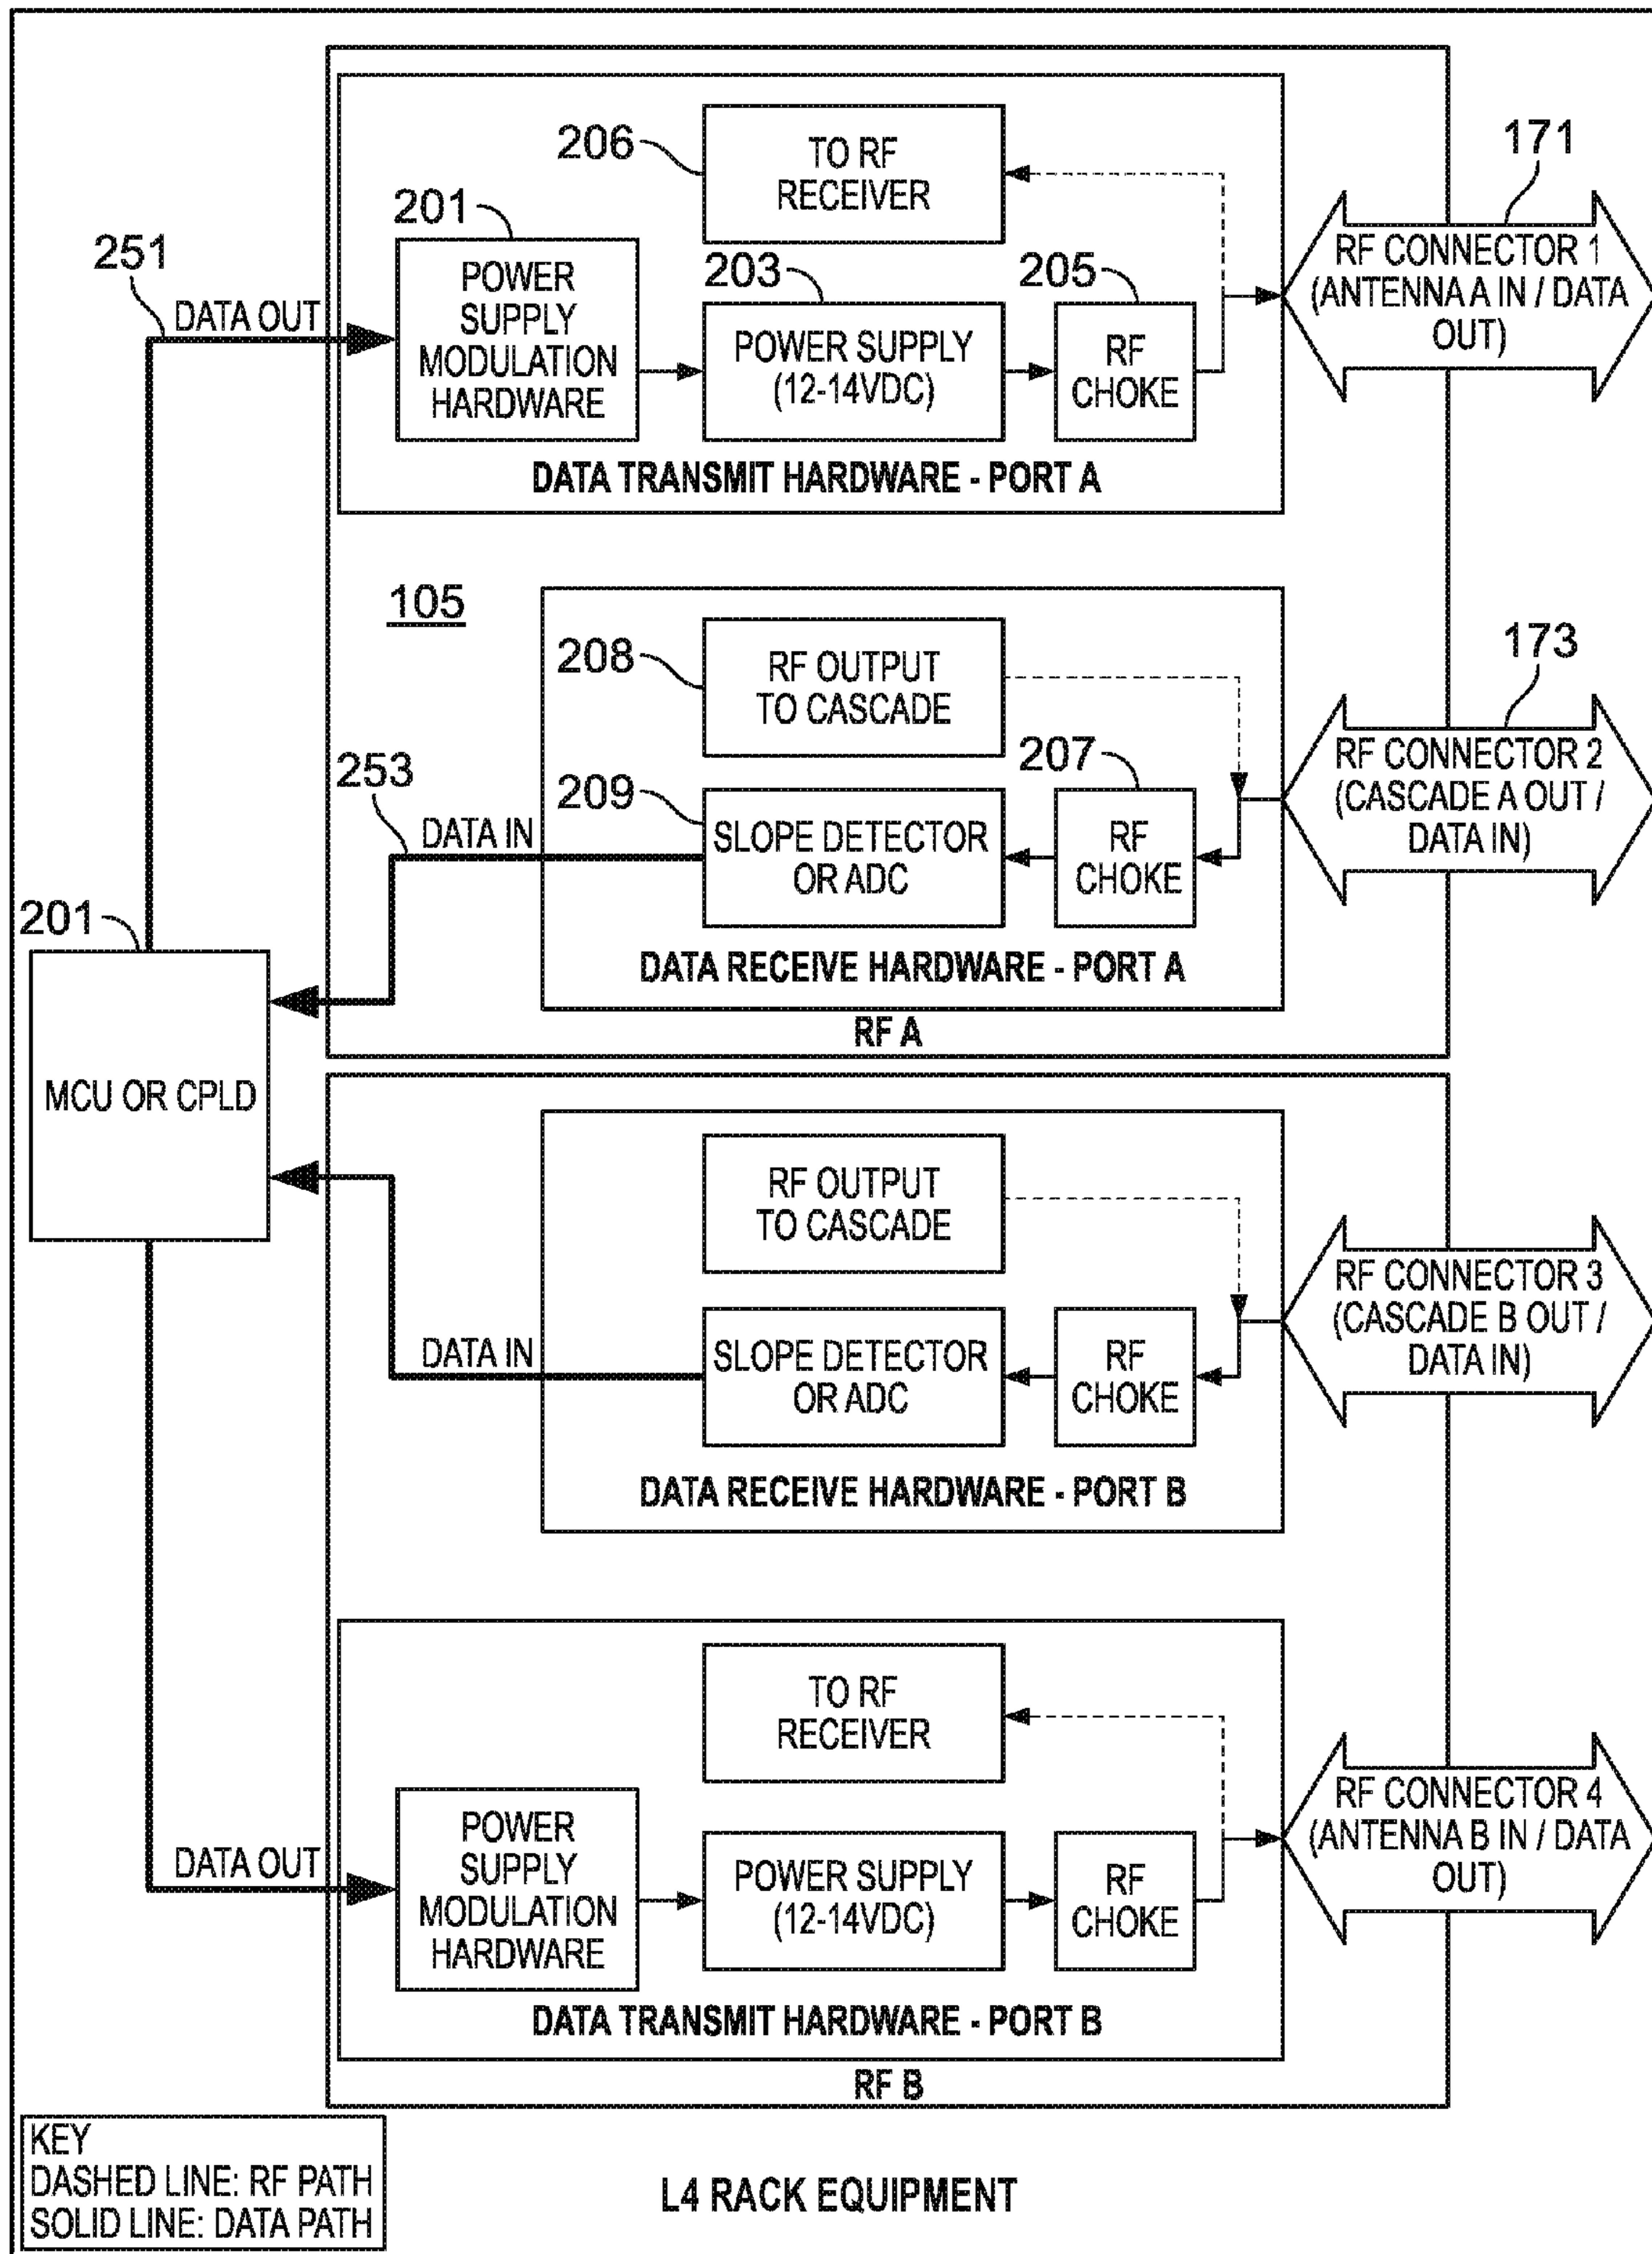 206
TO RF
RECEIVER
171
201
251
DATA OUT
POWER
SUPPLY
MODULATION
HARDWARE
203
POWER SUPPLY
(12-14VDC)
205
RF
CHOKE
RF CONNECTOR 1
(ANTENNA A IN / DATA
OUT)
DATA TRANSMIT HARDWARE - PORT A
105
208
RF OUTPUT
TO CASCADE
173
253
DATA IN
209
SLOPE DETECTOR
OR ADC
207
RF
CHOKE
RF CONNECTOR 2
(CASCADE A OUT /
DATA IN)
DATA RECEIVE HARDWARE - PORT A
RF A
201
MCU OR CPLD
RF OUTPUT
TO CASCADE
DATA IN
SLOPE DETECTOR
OR ADC
RF
CHOKE
RF CONNECTOR 3
(CASCADE B OUT /
DATA IN)
DATA RECEIVE HARDWARE - PORT B
TO RF
RECEIVER
DATA OUT
POWER
SUPPLY
MODULATION
HARDWARE
POWER SUPPLY
(12-14VDC)
RF
CHOKE
RF CONNECTOR 4
(ANTENNA B IN / DATA
OUT)
DATA TRANSMIT HARDWARE - PORT B
RF B
KEY
DASHED LINE: RF PATH
SOLID LINE: DATA PATH
L4 RACK EQUIPMENT